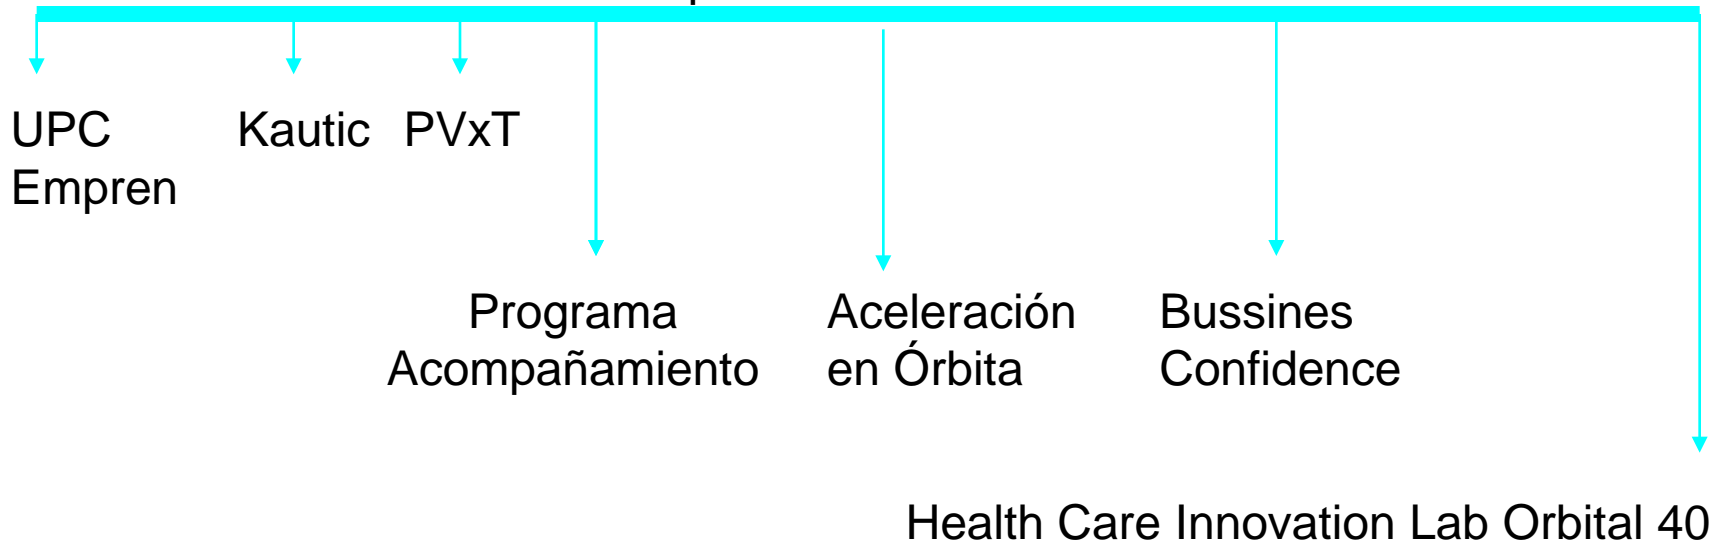 UPC
Empren
Kautic
PVxT
Programa
Acompañamiento
Aceleración
en Órbita
Bussines
Confidence
Health Care Innovation Lab Orbital 40